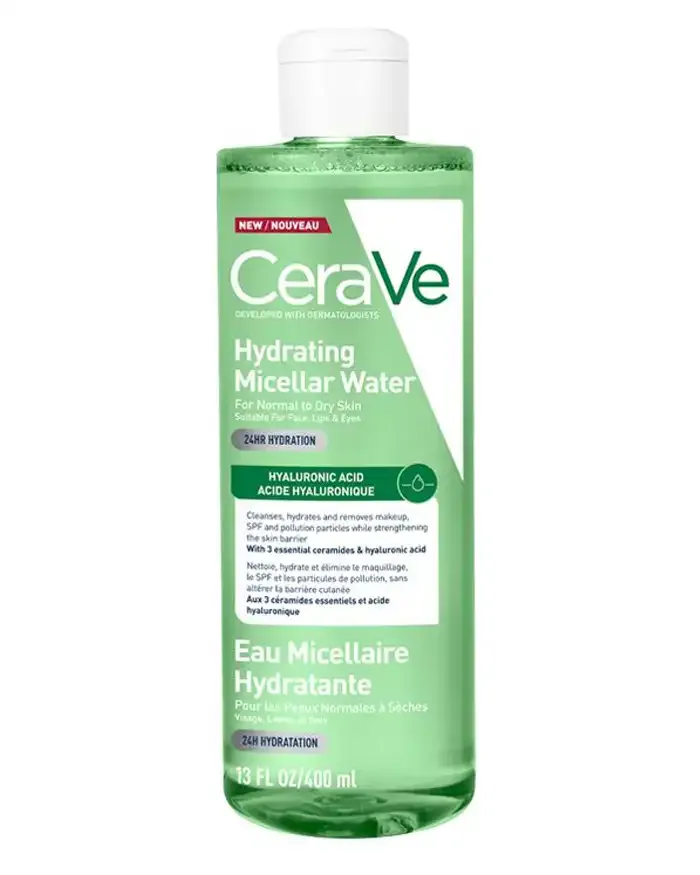 NEW / NOUVEAU
CeraVe
DEVELOPED WITH DERMATOLOGISTS
Hydrating
Micellar Water
For Normal to Dry Skin
Suitable For Face, Lips & Eyes
24HR HYDRATION
HYALURONIC ACID
ACIDE HYALURONIQUE
Cleanses, hydrates and removes makeup,
SPF and pollution particles while strengthening
the skin barrier
With 3 essential ceramides & hyaluronic acid
Nettoie, hydrate et élimine le maquillage,
le SPF et les particules de pollution, sans
altérer la barrière cutanée
Aux 3 céramides essentiels et acide
hyaluronique
Eau Micellaire
Hydratante
Pour les Peaux Normales à Sèches
Visage,
24H HYDRATATION
13 FL OZ/400 ml